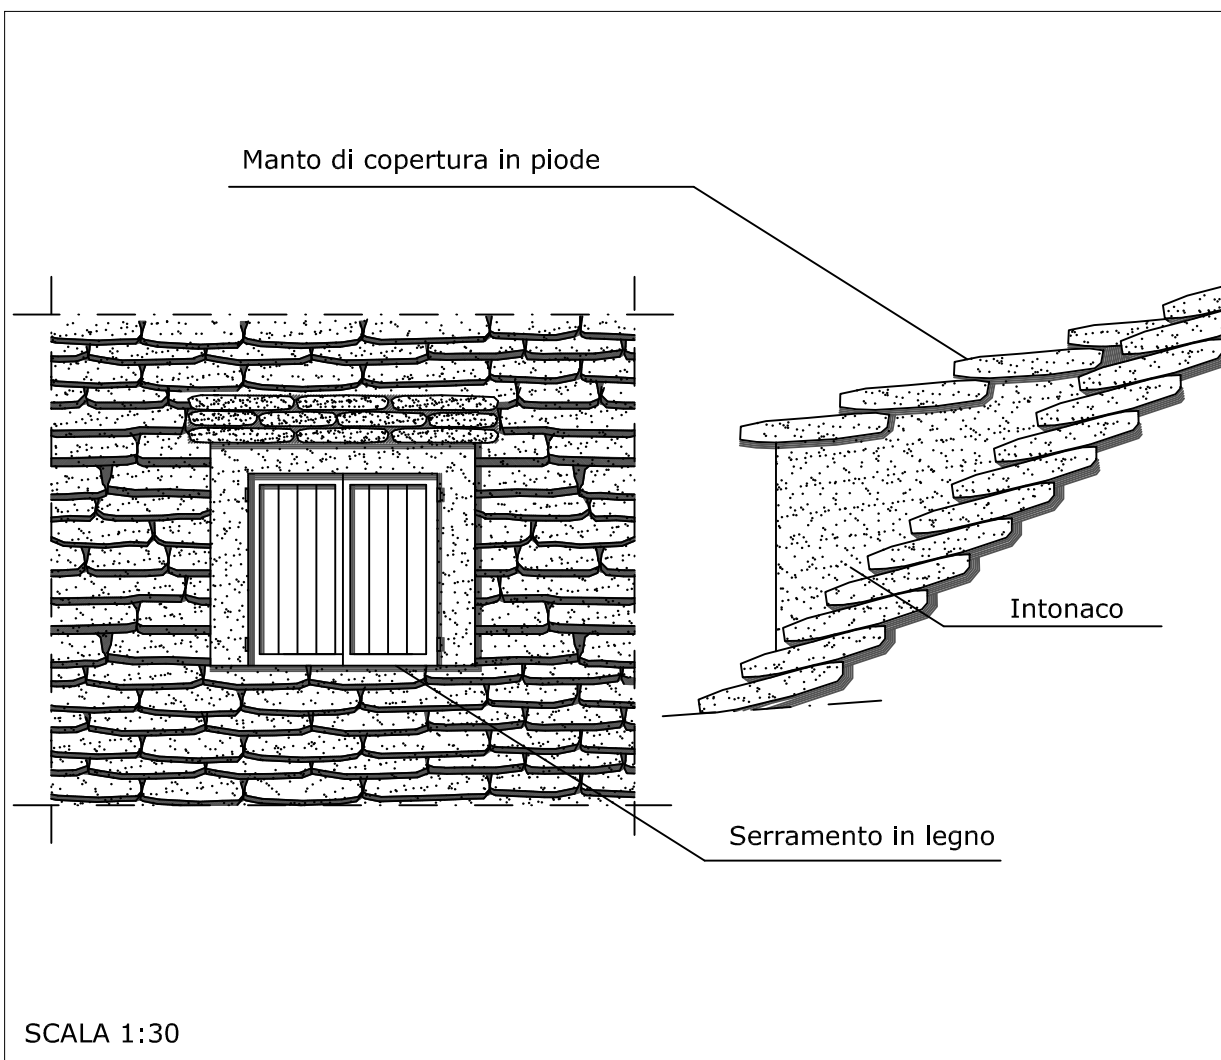 Manto di copertura in piode
Intonaco
Serramento in legno
SCALA 1:30